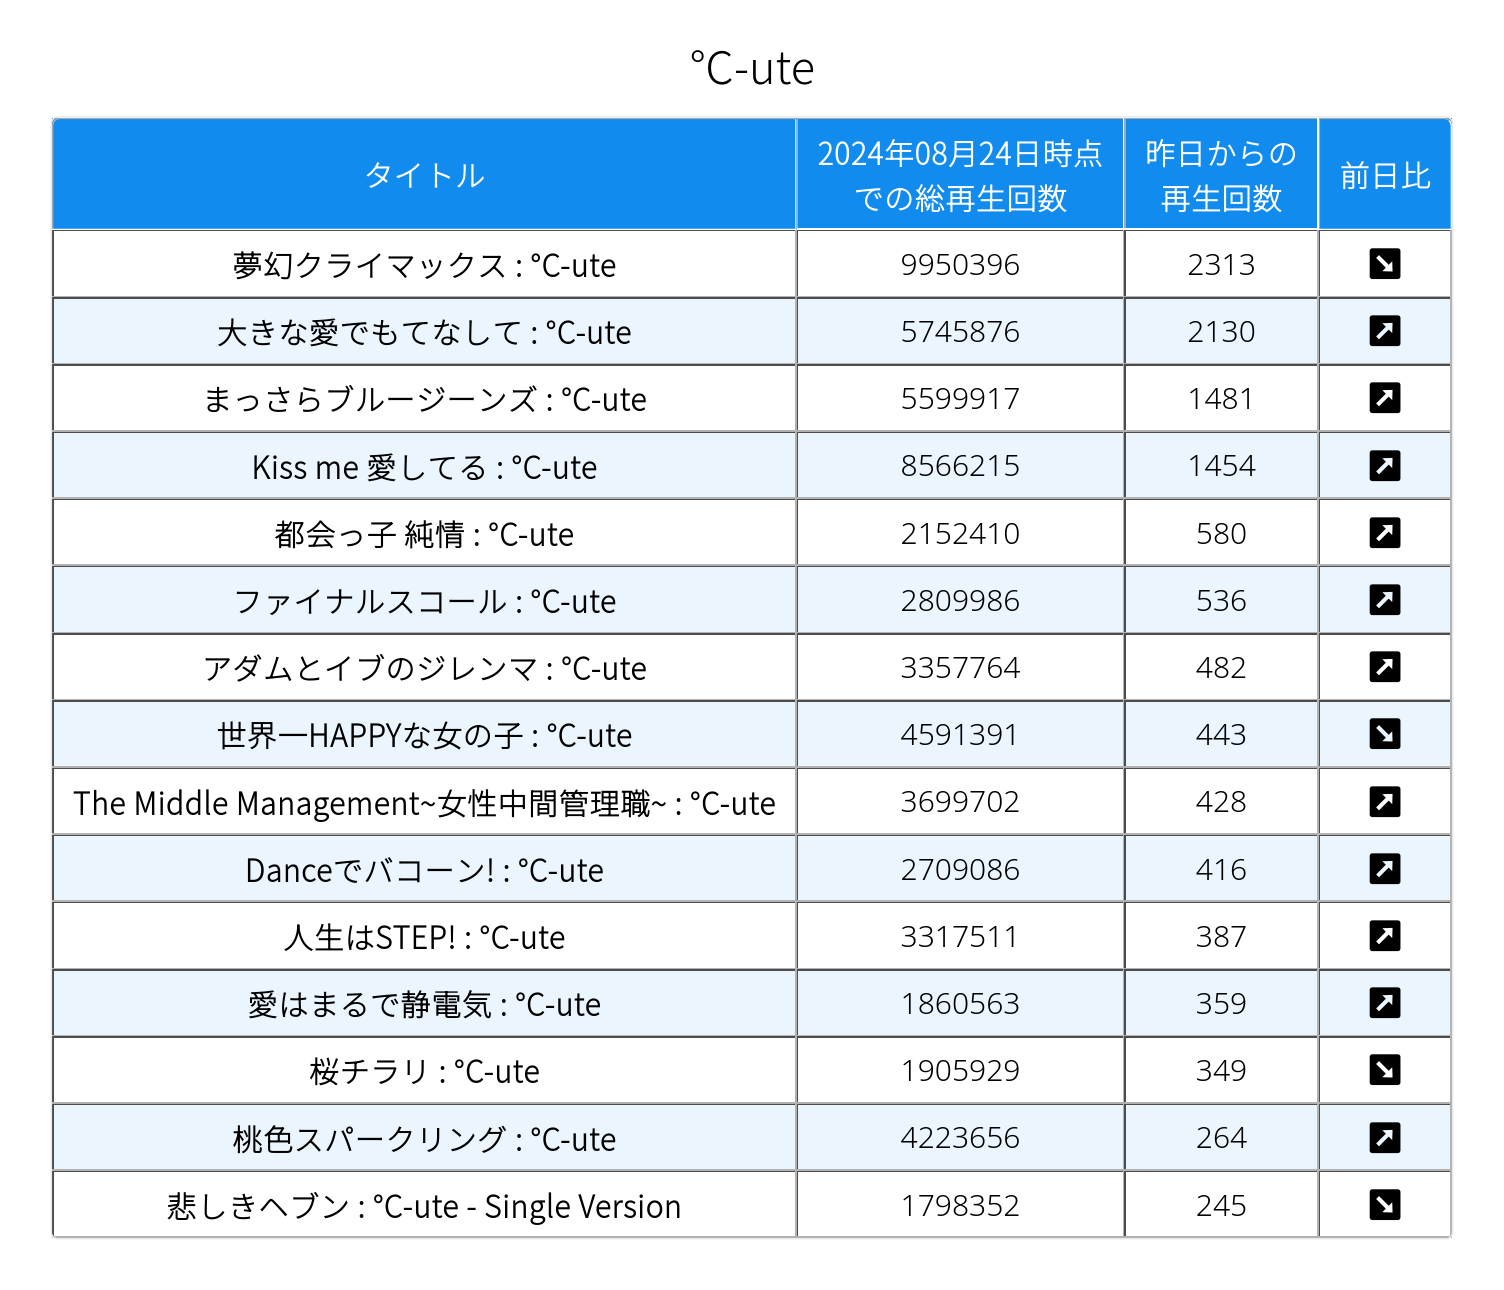 ℃-ute
タイトル 2024年08月24日時点 昨日からの 前日比
での総再生回数 再生回数
夢幻クライマックス : ℃-ute 9950396 2313 ↘
大きな愛でもてなして : ℃-ute 5745876 2130 ↗
まっさらブルージーンズ : ℃-ute 5599917 1481 ↗
Kiss me 愛してる : ℃-ute 8566215 1454 ↗
都会っ子 純情 : ℃-ute 2152410 580 ↗
ファイナルスコール : ℃-ute 2809986 536 ↗
アダムとイブのジレンマ : ℃-ute 3357764 482 ↗
世界一HAPPYな女の子 : ℃-ute 4591391 443 ↘
The Middle Management~女性中間管理職~ : ℃-ute 3699702 428 ↗
Danceでバコーン! : ℃-ute 2709086 416 ↗
人生はSTEP! : ℃-ute 3317511 387 ↗
愛はまるで静電気 : ℃-ute 1860563 359 ↗
桜チラリ : ℃-ute 1905929 349 ↘
桃色スパークリング : ℃-ute 4223656 264 ↗
悲しきヘブン : ℃-ute - Single Version 1798352 245 ↘